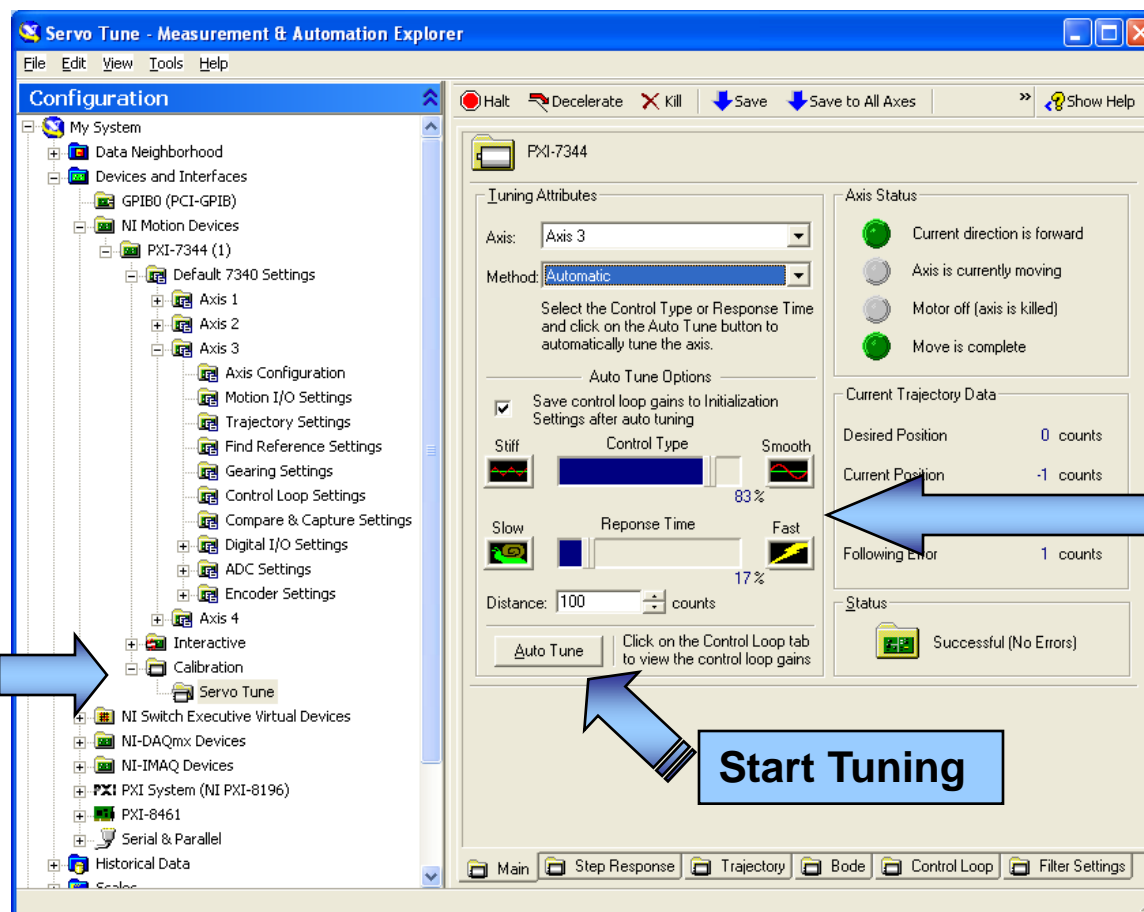 Servo Tune - Measurement & Automation Explorer
File Edit View Tools Help
Configuration
My System
Data Neighborhood
Devices and Interfaces
GPIB0 (PCI-GPIB)
NI Motion Devices
PXI-7344 (1)
Default 7340 Settings
Axis 1
Axis 2
Axis 3
Axis Configuration
Motion I/O Settings
Trajectory Settings
Find Reference Settings
Gearing Settings
Control Loop Settings
Compare & Capture Settings
Digital I/O Settings
ADC Settings
Encoder Settings
Axis 4
Interactive
Calibration
Servo Tune
NI Switch Executive Virtual Devices
NI-DAQmx Devices
NI-IMAQ Devices
PXI PXI System (NI PXI-8196)
PXI-8461
Serial & Parallel
Historical Data
Scales
Halt Decelerate Kill Save Save to All Axes » Show Help
PXI-7344
Tuning Attributes
Axis: Axis 3
Method: Automatic
Select the Control Type or Response Time
and click on the Auto Tune button to
automatically tune the axis.
Auto Tune Options
Save control loop gains to Initialization
Settings after auto tuning
Stiff Control Type Smooth
83 %
Slow Reponse Time Fast
17 %
Distance: 100 counts
Auto Tune
Click on the Control Loop tab
to view the control loop gains
Axis Status
Current direction is forward
Axis is currently moving
Motor off (axis is killed)
Move is complete
Current Trajectory Data
Desired Position 0 counts
Current Position -1 counts
Following Error 1 counts
Status
Successful (No Errors)
Start Tuning
Main Step Response Trajectory Bode Control Loop Filter Settings